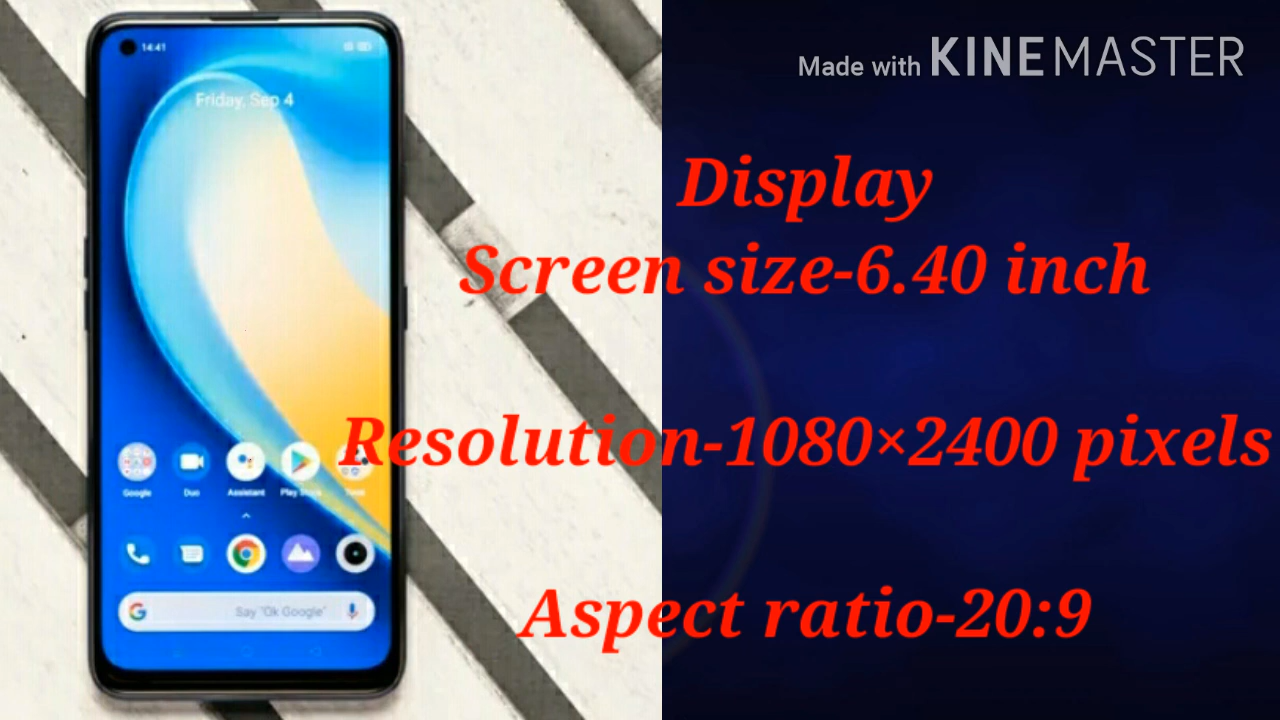 14:41
Friday, Sep 4
Made with KINEMASTER
Display
Screen size-6.40 inch
Resolution-1080×2400 pixels
Google
Duo
Assistant
Play
Aspect ratio-20:9
G
Say "Ok Google"